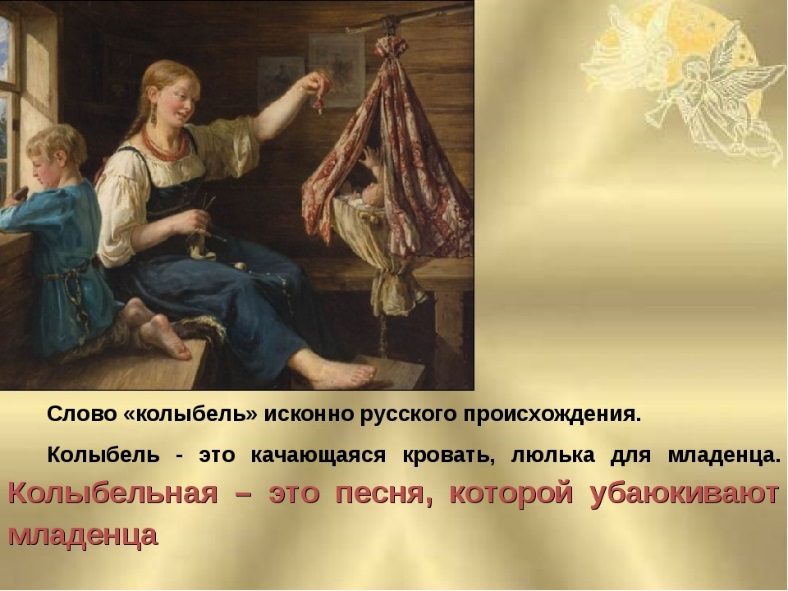 Слово «колыбель» исконно русского происхождения.
Колыбель - это качающаяся кровать, люлька для младенца.
Колыбельная – это песня, которой убаюкивают
младенца